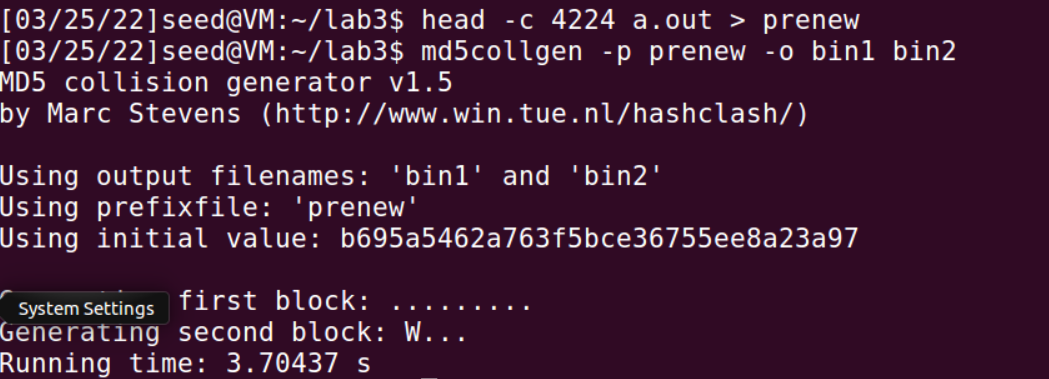 [03/25/22]seed@VM:~/lab3$ head -c 4224 a.out > prenew
[03/25/22]seed@VM:~/lab3$ md5collgen -p prenew -o bin1 bin2
MD5 collision generator v1.5
by Marc Stevens (http://www.win.tue.nl/hashclash/)
Using output filenames: 'bin1' and 'bin2'
Using prefixfile: 'prenew'
Using initial value: b695a5462a763f5bce36755ee8a23a97
first block: .........
System Settings
Generating second block: W...
Running time: 3.70437 s